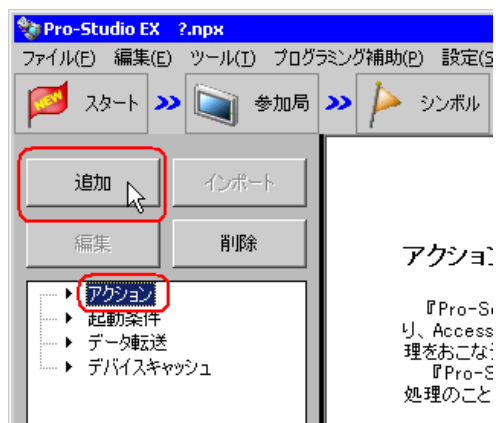 Pro-Studio EX ?.npx
ファイル(F) 編集(E) ツール(T) プログラミング補助(P) 設定(S
NEW スタート 参加局 シンボル
追加 インポート
編集 削除
アクション
起動条件
データ転送
デバイスキャッシュ
アクション
『Pro-Se
り、Access
理をおこな
『Pro-S
処理のこと